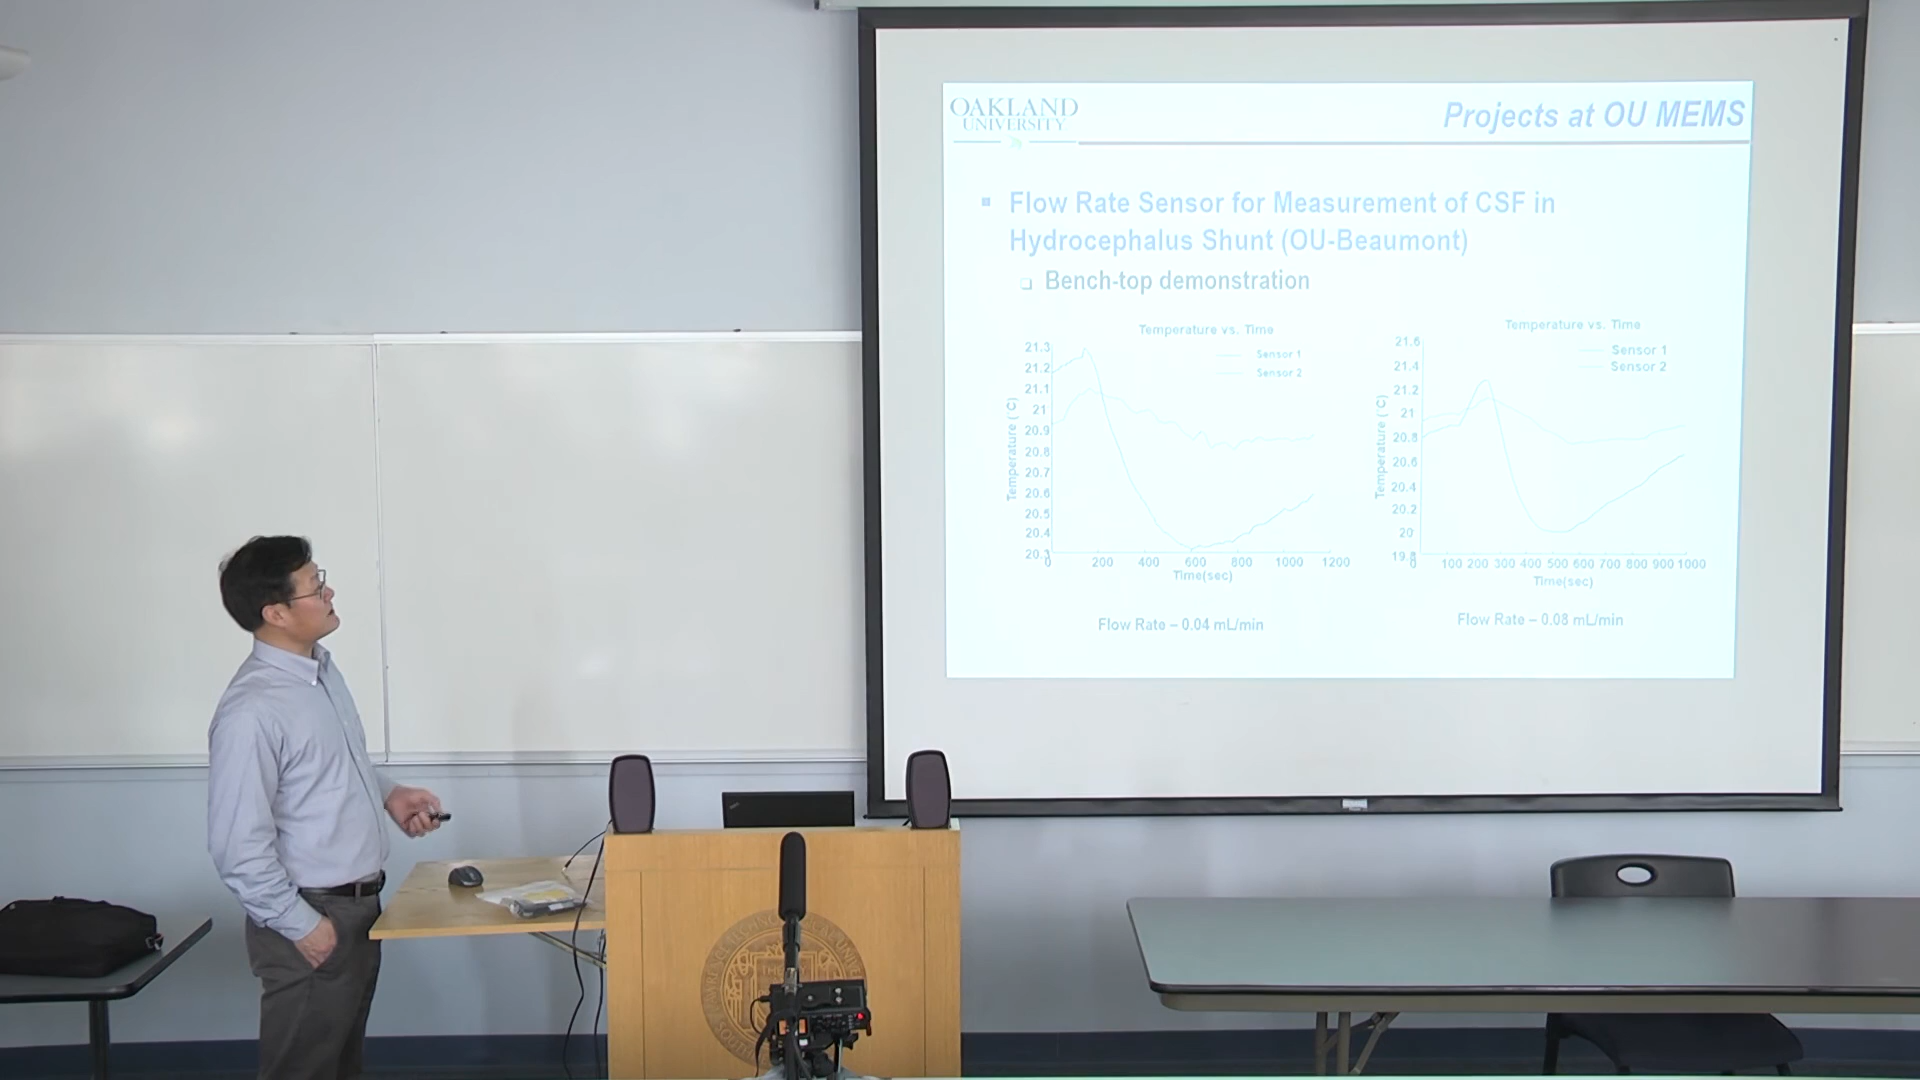 OAKLAND
UNIVERSITY
Projects at OU MEMS
Flow Rate Sensor for Measurement of CSF in
Hydrocephalus Shunt (OU-Beaumont)
Bench-top demonstration
Temperature vs. Time
Sensor 1
Sensor 2
Temperature (°C)
21.3
21.2
21.1
21
20.9
20.8
20.7
20.6
20.5
20.4
20.3
0 200 400 600 800 1000 1200
Time(sec)
Flow Rate – 0.04 mL/min
Temperature vs. Time
Sensor 1
Sensor 2
Temperature (°C)
21.6
21.4
21.2
21
20.8
20.6
20.4
20.2
20
19.8
0 100 200 300 400 500 600 700 800 900 1000
Time(sec)
Flow Rate – 0.08 mL/min